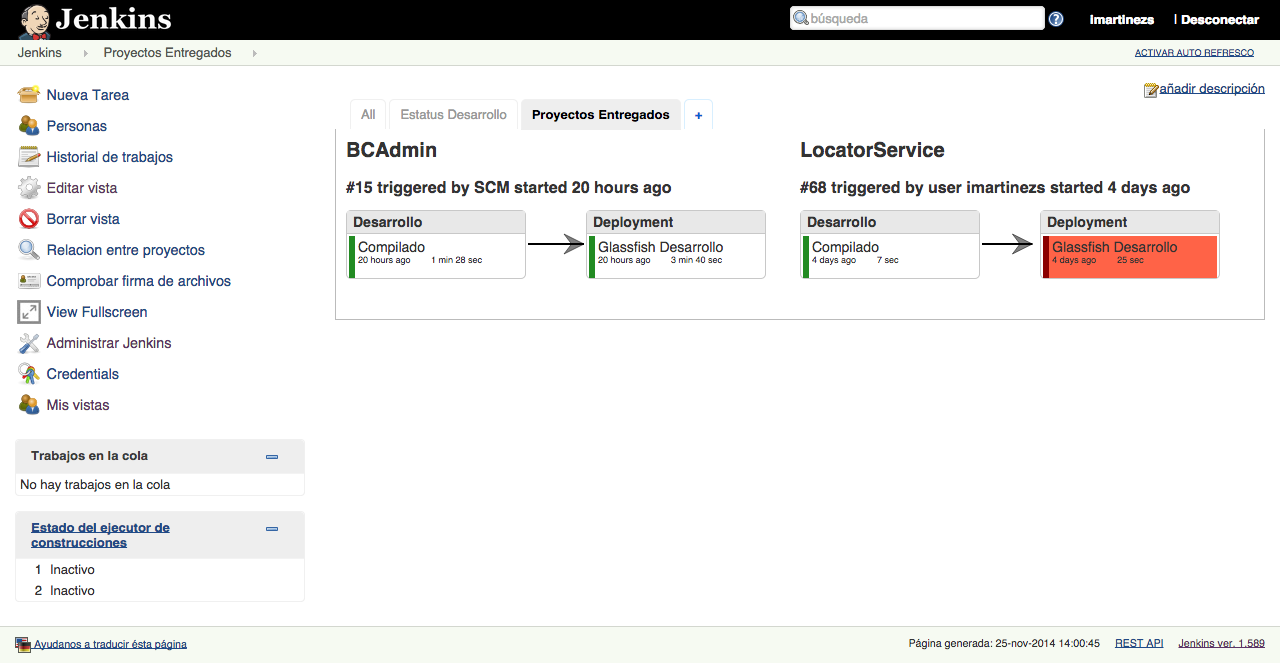 Jenkins
búsqueda
Imartinezs | Desconectar
Jenkins Proyectos Entregados
ACTIVAR AUTO REFRESCO
Nueva Tarea
Personas
Historial de trabajos
Editar vista
Borrar vista
Relacion entre proyectos
Comprobar firma de archivos
View Fullscreen
Administrar Jenkins
Credentials
Mis vistas
Trabajos en la cola
No hay trabajos en la cola
Estado del ejecutor de
construcciones
1 Inactivo
2 Inactivo
añadir descripción
All Estatus Desarrollo Proyectos Entregados +
BCAdmin
#15 triggered by SCM started 20 hours ago
Desarrollo
Compilado
20 hours ago 1 min 28 sec
Deployment
Glassfish Desarrollo
20 hours ago 3 min 40 sec
LocatorService
#68 triggered by user imartinezs started 4 days ago
Desarrollo
Compilado
4 days ago 7 sec
Deployment
Glassfish Desarrollo
4 days ago 25 sec
Ayudanos a traducir ésta página
Página generada: 25-nov-2014 14:00:45 REST API Jenkins ver. 1.589